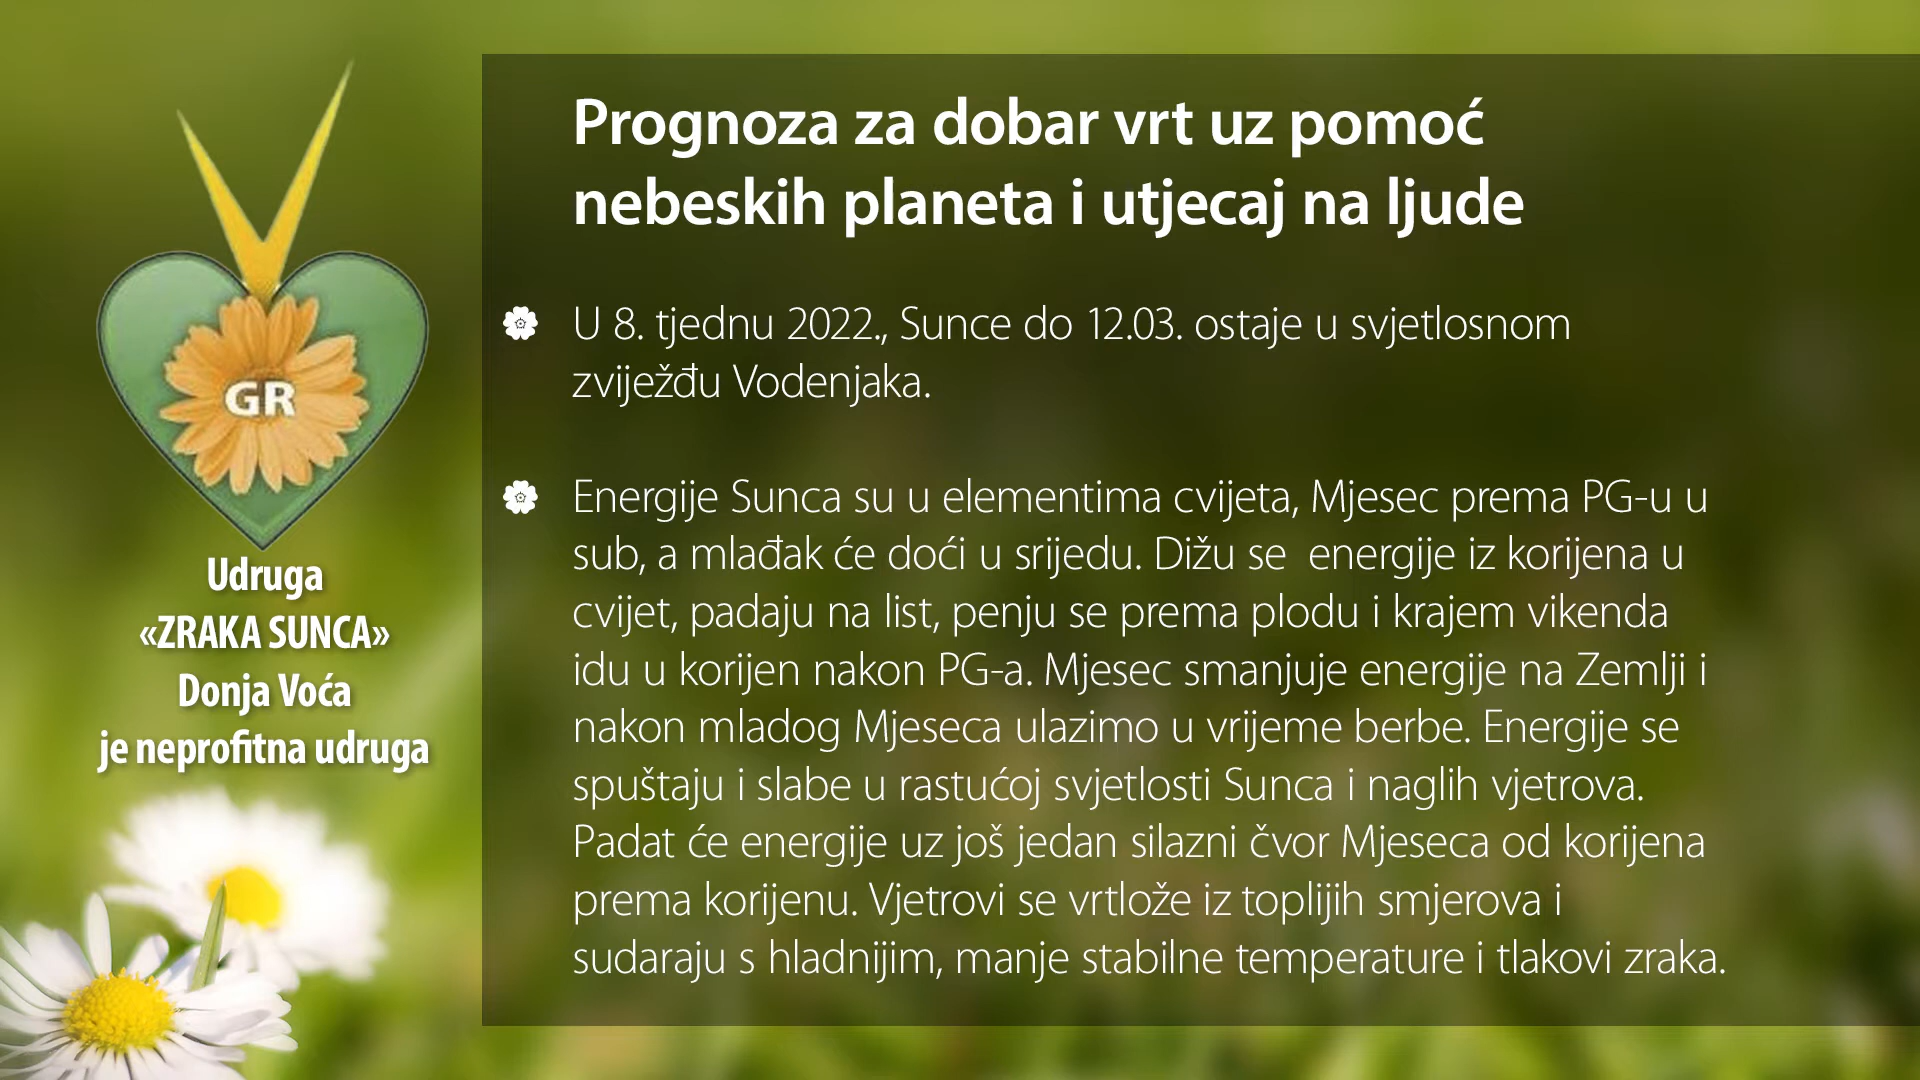 GR
Udruga
«ZRAKA SUNCA»
Donja Voća
je neprofitna udruga
Prognoza za dobar vrt uz pomoć
nebeskih planeta i utjecaj na ljude
U 8. tjednu 2022., Sunce do 12.03. ostaje u svjetlosnom
zviježđu Vodenjaka.
Energije Sunca su u elementima cvijeta, Mjesec prema PG-u u
sub, a mlađak će doći u srijedu. Dižu se  energije iz korijena u
cvijet, padaju na list, penju se prema plodu i krajem vikenda
idu u korijen nakon PG-a. Mjesec smanjuje energije na Zemlji i
nakon mladog Mjeseca ulazimo u vrijeme berbe. Energije se
spuštaju i slabe u rastućoj svjetlosti Sunca i naglih vjetrova.
Padat će energije uz još jedan silazni čvor Mjeseca od korijena
prema korijenu. Vjetrovi se vrtlože iz toplijih smjerova i
sudaraju s hladnijim, manje stabilne temperature i tlakovi zraka.